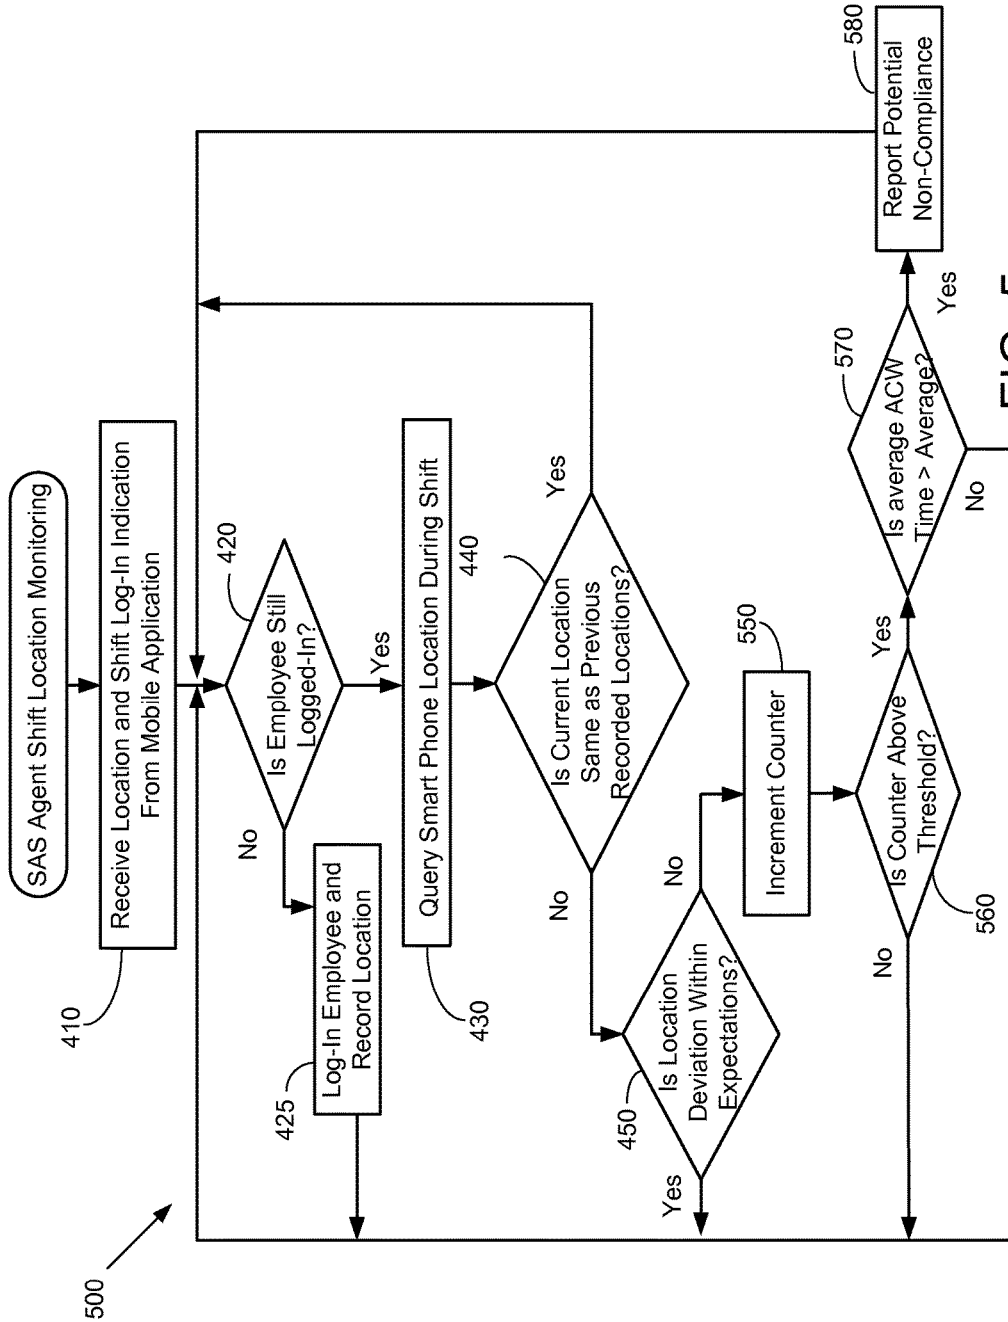 500
SAS Agent Shift Location Monitoring
410
Receive Location and Shift Log-In Indication
From Mobile Application
420
Is Employee Still
Logged-In?
No
Yes
425
Log-In Employee and
Record Location
430
Query Smart Phone Location During Shift
440
Is Current Location
Same as Previous
Recorded Locations?
No
Yes
450
Is Location
Deviation Within
Expectations?
Yes
No
550
Increment Counter
560
Is Counter Above
Threshold?
No
Yes
570
Is average ACW
Time > Average?
No
Yes
580
Report Potential
Non-Compliance